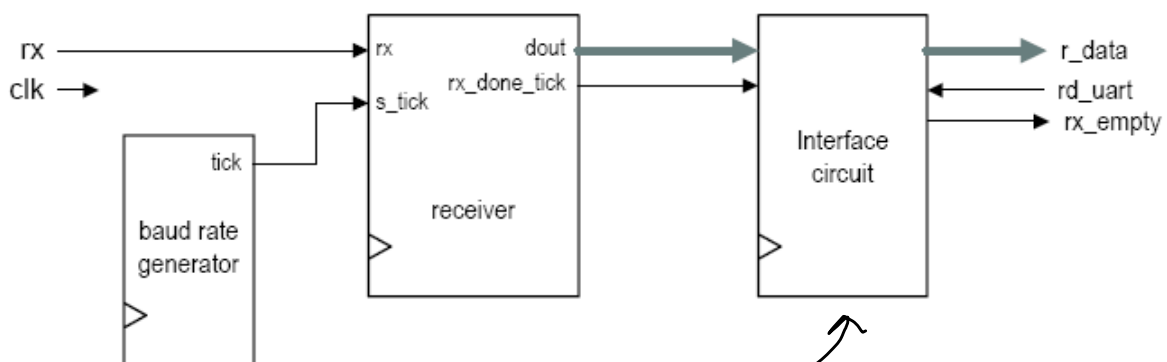 rx
clk
rx
s_tick
dout
rx_done_tick
receiver
tick
baud rate
generator
Interface
circuit
r_data
rd_uart
rx_empty